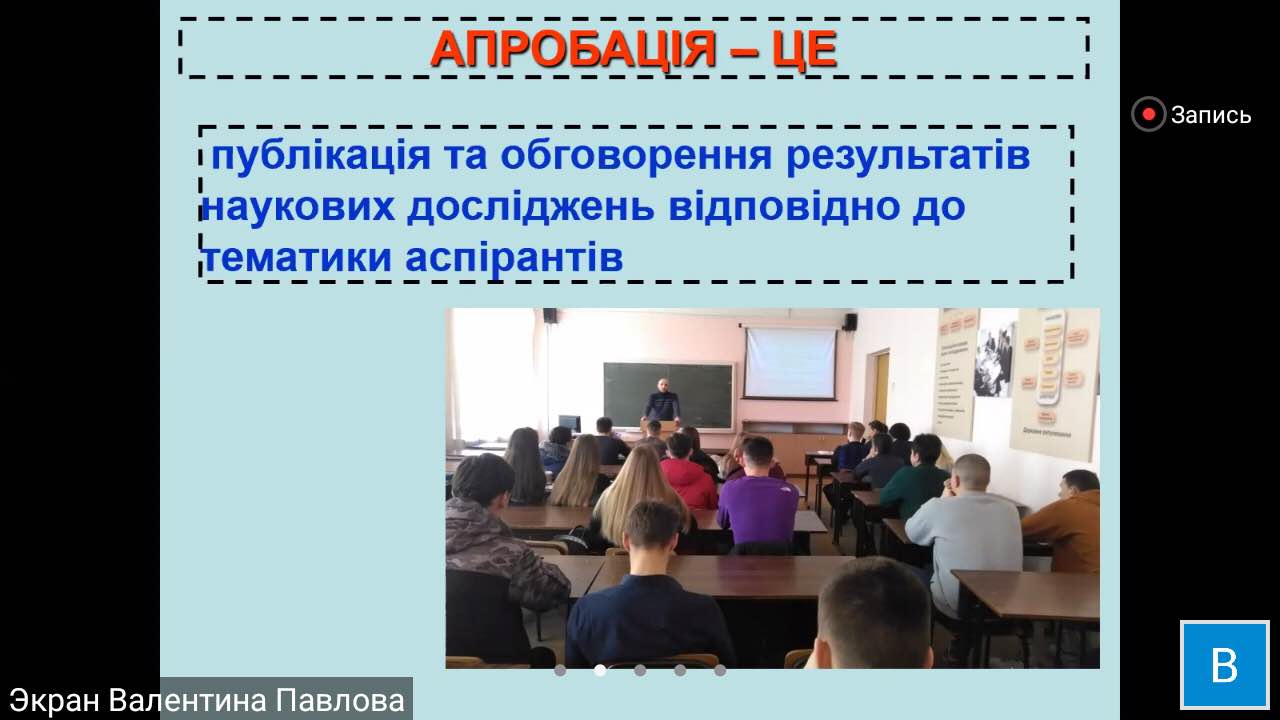 АПРОБАЦІЯ – ЦЕ
Запись
публікація та обговорення результатів
наукових досліджень відповідно до
тематики аспірантів
В
Экран Валентина Павлова